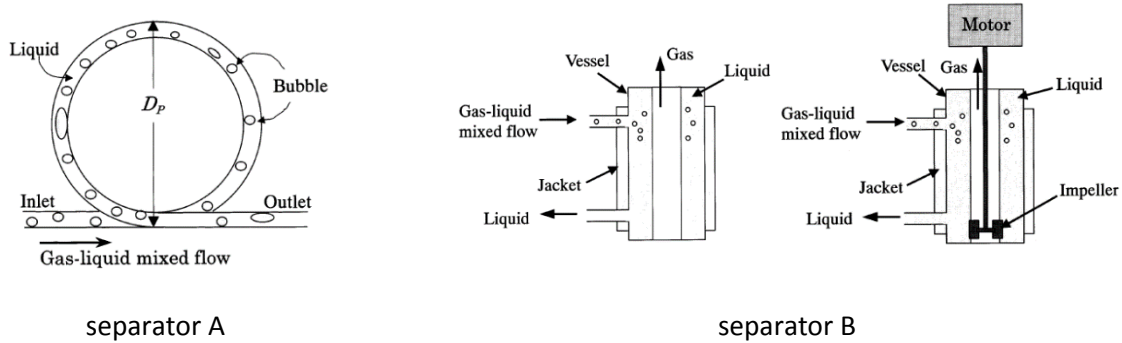 Liquid
Bubble
D_P
Inlet
Outlet
Gas-liquid mixed flow
separator A
Vessel
Gas
Liquid
Gas-liquid
mixed flow
Jacket
Liquid
Motor
Vessel
Gas
Liquid
Gas-liquid
mixed flow
Jacket
Impeller
Liquid
separator B